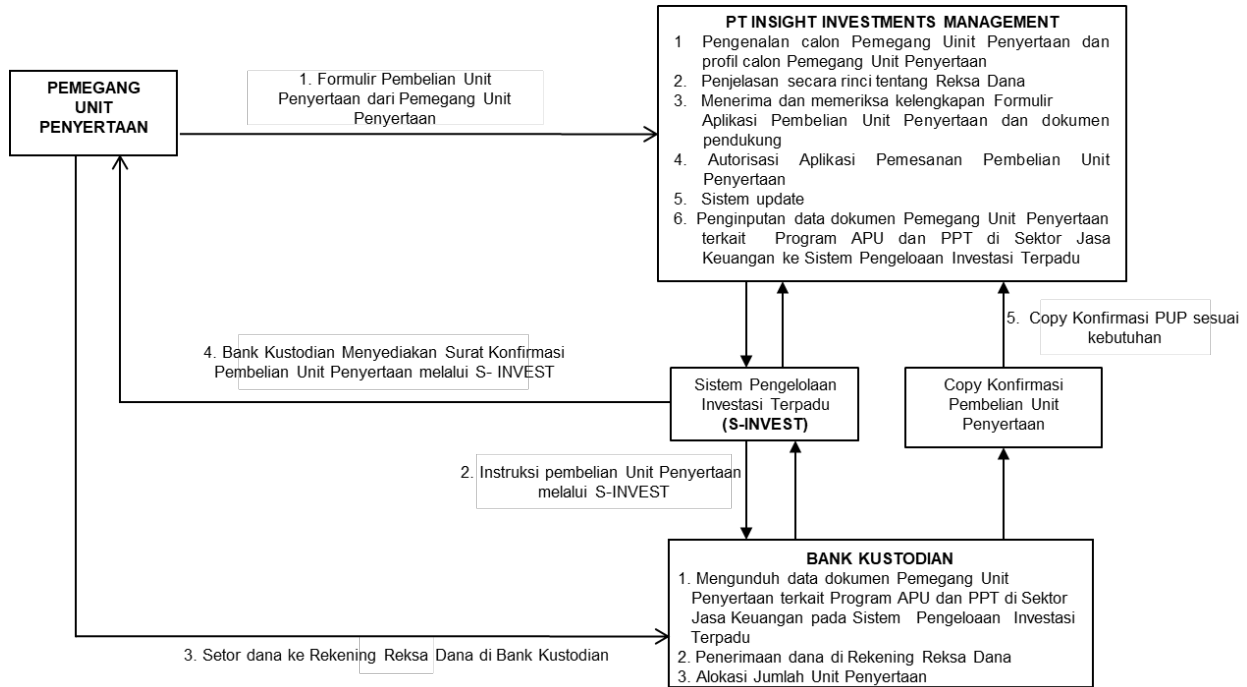 PEMEGANG
UNIT
PENYERTAAN
1. Formulir Pembelian Unit
Penyertaan dari Pemegang Unit
Penyertaan
PT INSIGHT INVESTMENTS MANAGEMENT
1 Pengenalan calon Pemegang Uinit Penyertaan dan
profil calon Pemegang Unit Penyertaan
2. Penjelasan secara rinci tentang Reksa Dana
3. Menerima dan memeriksa kelengkapan Formulir
Aplikasi Pembelian Unit Penyertaan dan dokumen
pendukung
4. Autorisasi Aplikasi Pemesanan Pembelian Unit
Penyertaan
5. Sistem update
6. Penginputan data dokumen Pemegang Unit Penyertaan
terkait Program APU dan PPT di Sektor Jasa
Keuangan ke Sistem Pengeloaan Investasi Terpadu
5. Copy Konfirmasi PUP sesuai
kebutuhan
4. Bank Kustodian Menyediakan Surat Konfirmasi
Pembelian Unit Penyertaan melalui S- INVEST
Sistem Pengelolaan
Investasi Terpadu
(S-INVEST)
Copy Konfirmasi
Pembelian Unit
Penyertaan
2. Instruksi pembelian Unit Penyertaan
melalui S-INVEST
BANK KUSTODIAN
1. Mengunduh data dokumen Pemegang Unit
Penyertaan terkait Program APU dan PPT di Sektor
Jasa Keuangan pada Sistem Pengeloaan Investasi
Terpadu
2. Penerimaan dana di Rekening Reksa Dana
3. Alokasi Jumlah Unit Penyertaan
3. Setor dana ke Rekening Reksa Dana di Bank Kustodian